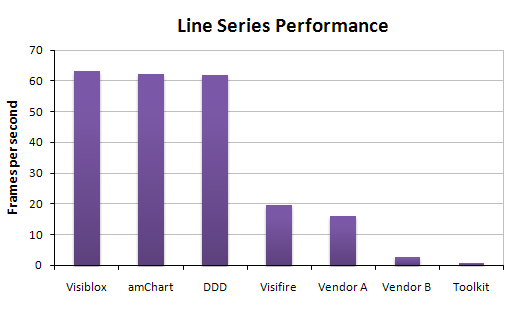 Line Series Performance
Frames per second
70
60
50
40
30
20
10
0
Visiblox amChart DDD Visifire Vendor A Vendor B Toolkit